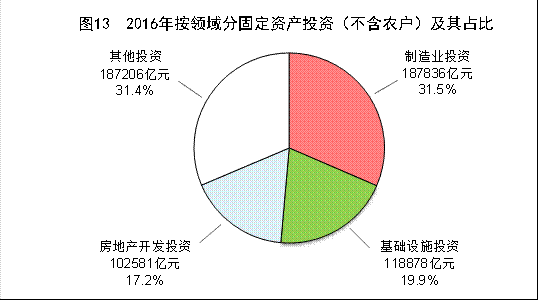 图13　2016年按领域分固定资产投资（不含农户）及其占比
其他投资
187206亿元
31.4%
制造业投资
187836亿元
31.5%
房地产开发投资
102581亿元
17.2%
基础设施投资
118878亿元
19.9%